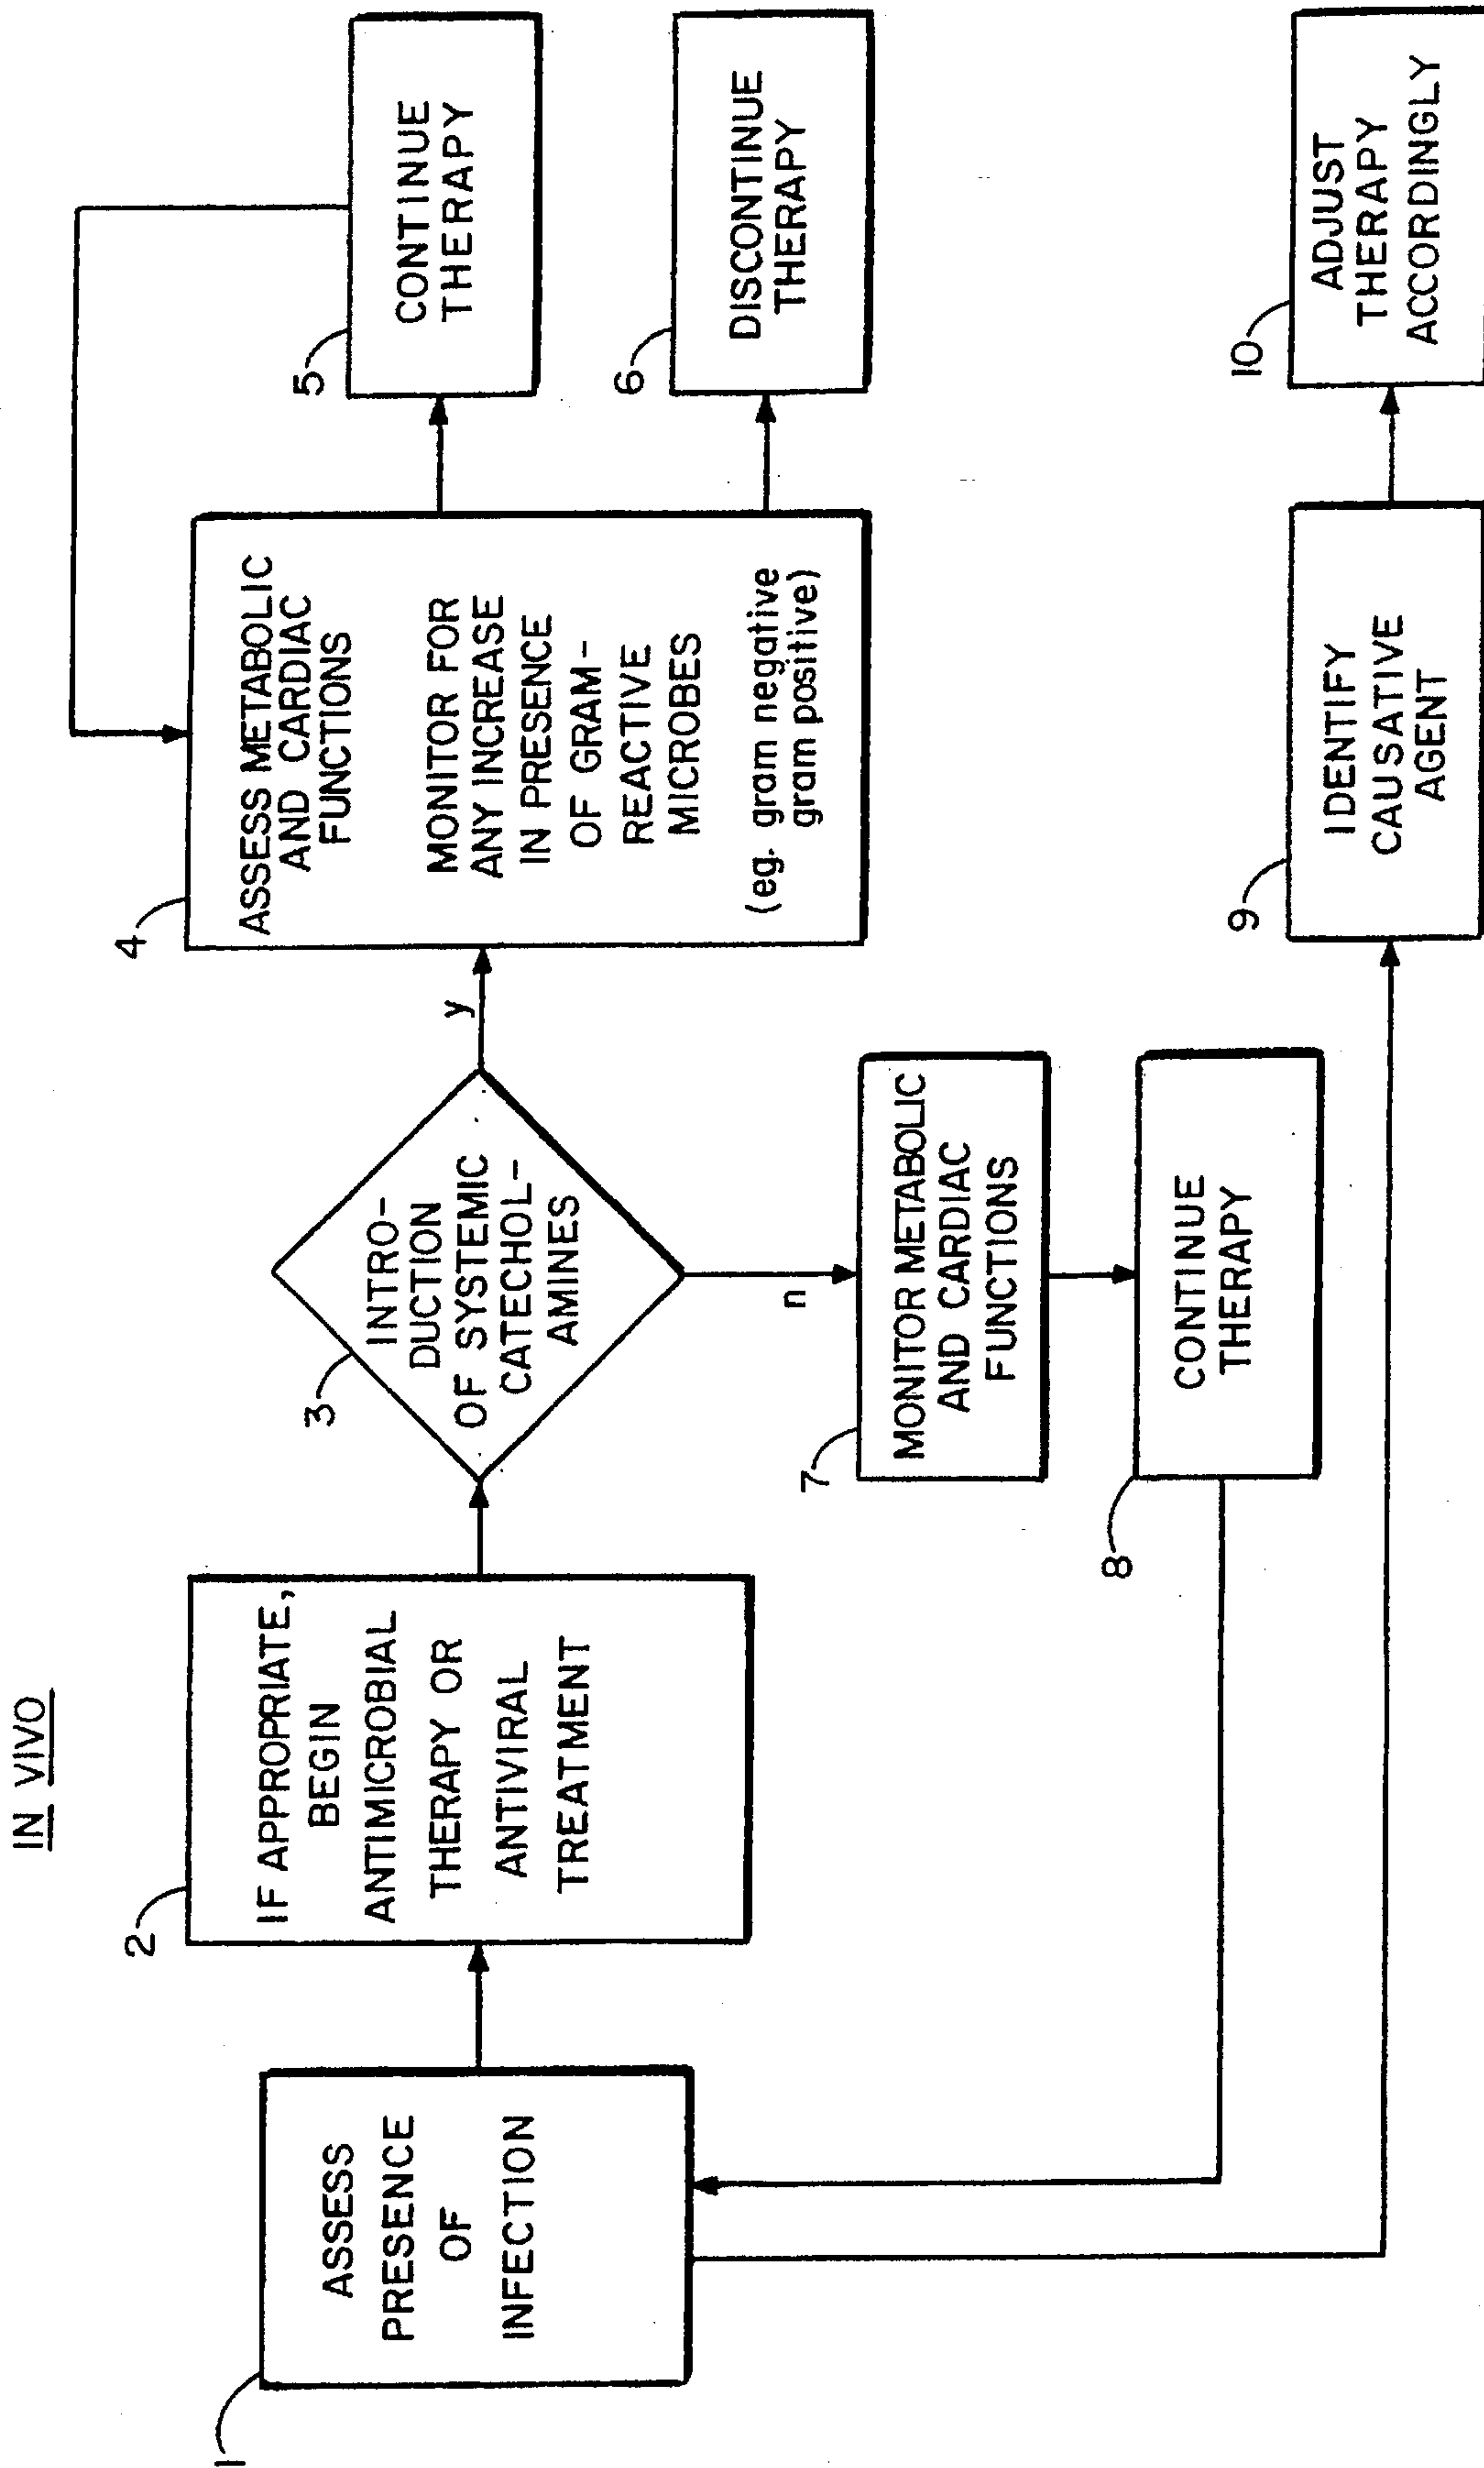 IN VIVO
1
ASSESS
PRESENCE
OF
INFECTION
2
IF APPROPRIATE,
BEGIN
ANTIMICROBIAL
THERAPY OR
ANTIVIRAL
TREATMENT
3
INTRO-
DUCTION
OF SYSTEMIC
CATECHOL-
AMINES
y
n
4
ASSESS METABOLIC
AND CARDIAC
FUNCTIONS
MONITOR FOR
ANY INCREASE
IN PRESENCE
OF GRAM-
REACTIVE
MICROBES
(eg. gram negative
gram positive)
5
CONTINUE
THERAPY
6
DISCONTINUE
THERAPY
7
MONITOR METABOLIC
AND CARDIAC
FUNCTIONS
8
CONTINUE
THERAPY
9
IDENTIFY
CAUSATIVE
AGENT
10
ADJUST
THERAPY
ACCORDINGLY